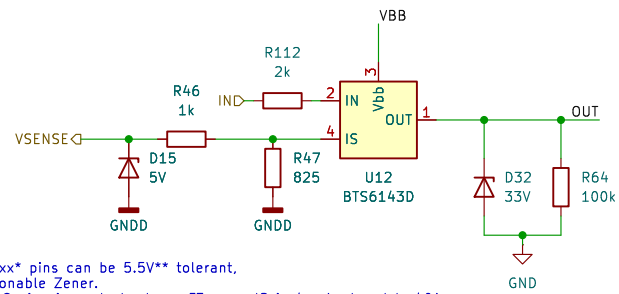 VBB
R112
2k
R46
1k
IN
2
IN
3
Vbb
OUT
1
OUT
VSENSE
4
IS
D15
5V
R47
825
U12
BTS6143D
D32
33V
R64
100k
GNDD
GNDD
GND
xx* pins can be 5.5V** tolerant,
onable Zener.